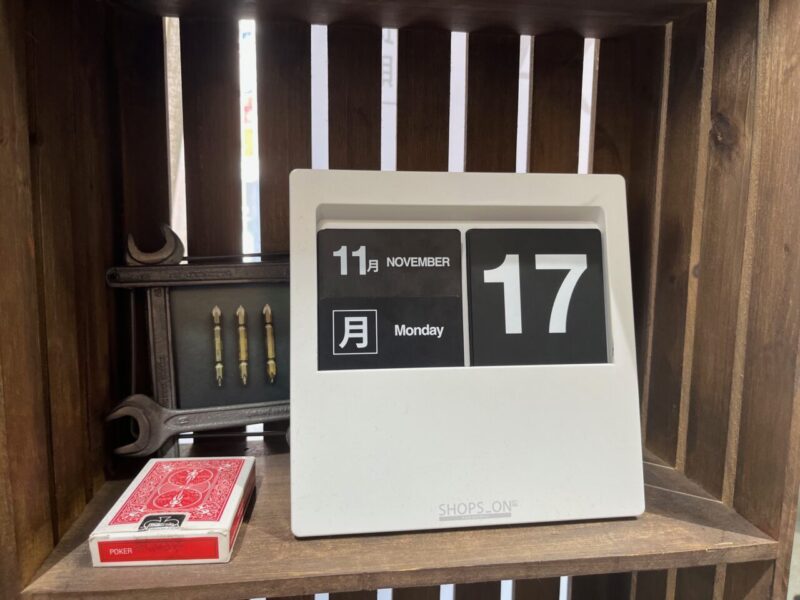 11月 NOVEMBER
17
月 Monday
SHOPS_ON
POKER